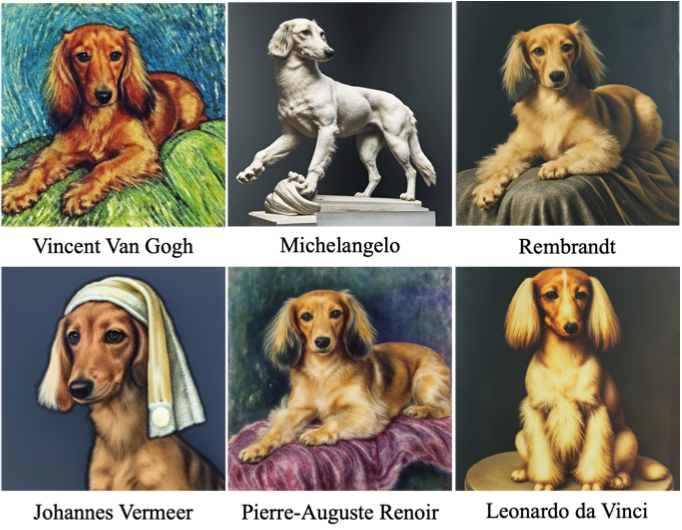 Vincent Van Gogh
Michelangelo
Rembrandt
Johannes Vermeer
Pierre-Auguste Renoir
Leonardo da Vinci